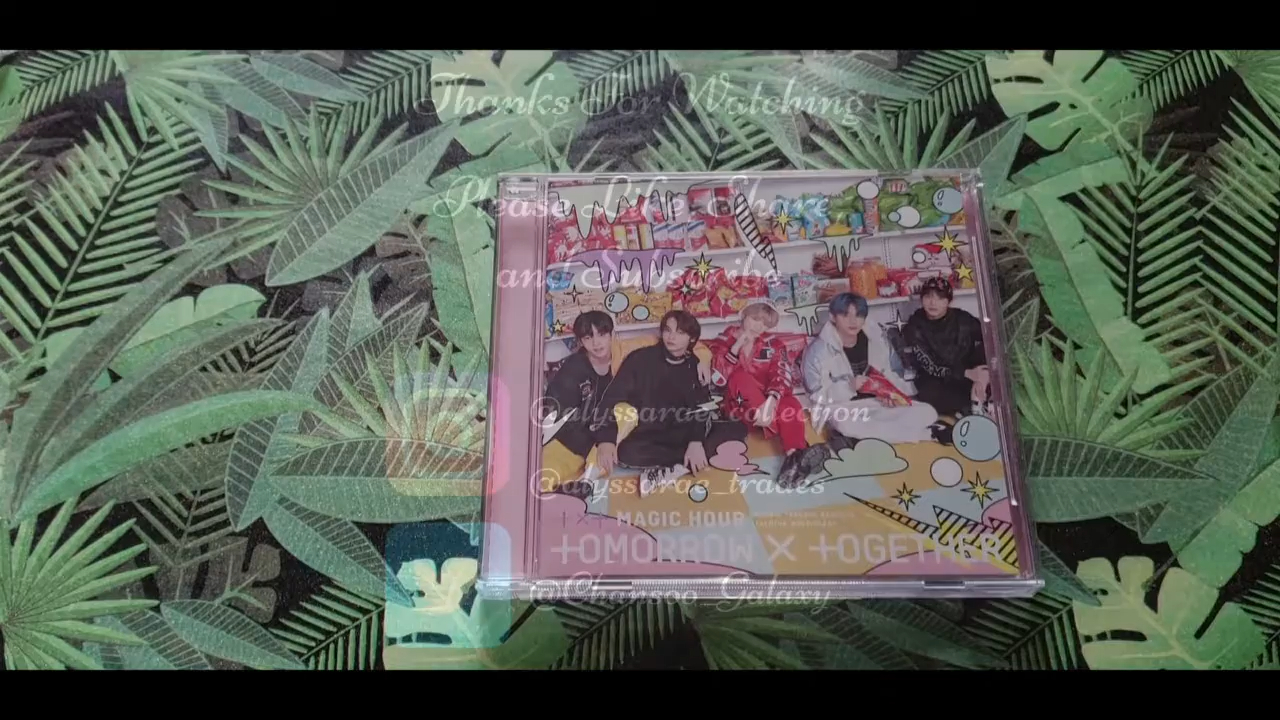 Thanks For Watching
Please Like, Share,
and Subscribe
@alyssarae_collection
@alyssarae_trades
MAGIC HOUR
TOMORROW X TOGETHER
@Chansoo_Galaxy